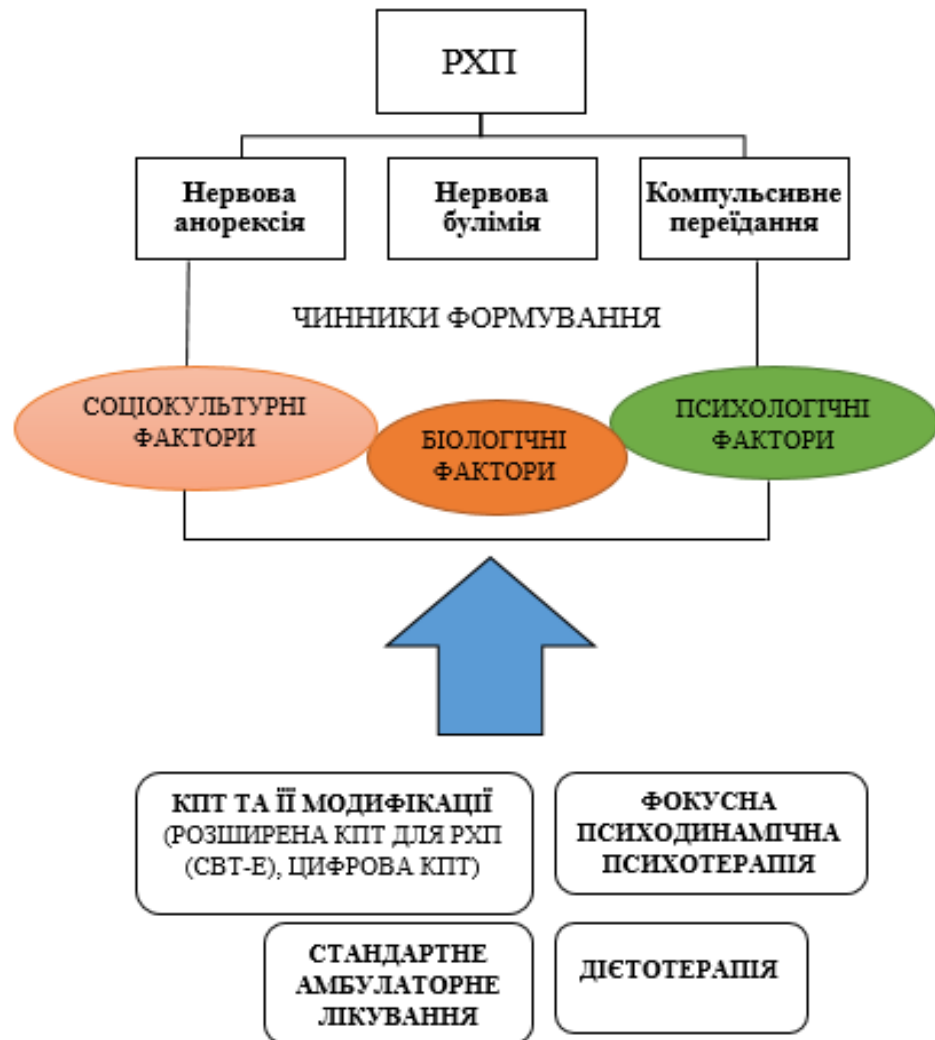 РХП
Нервова
анорексія
Нервова
булімія
Компульсивне
переїдання
ЧИННИКИ ФОРМУВАННЯ
СОЦІОКУЛЬТУРНІ
ФАКТОРИ
БІОЛОГІЧНІ
ФАКТОРИ
ПСИХОЛОГІЧНІ
ФАКТОРИ
КПТ ТА ЇЇ МОДИФІКАЦІЇ
(РОЗШИРЕНА КПТ ДЛЯ РХП
(СВТ-Е), ЦИФРОВА КПТ)
ФОКУСНА
ПСИХОДИНАМІЧНА
ПСИХОТЕРАПІЯ
СТАНДАРТНЕ
АМБУЛАТОРНЕ
ЛІКУВАННЯ
ДІЄТОТЕРАПІЯ